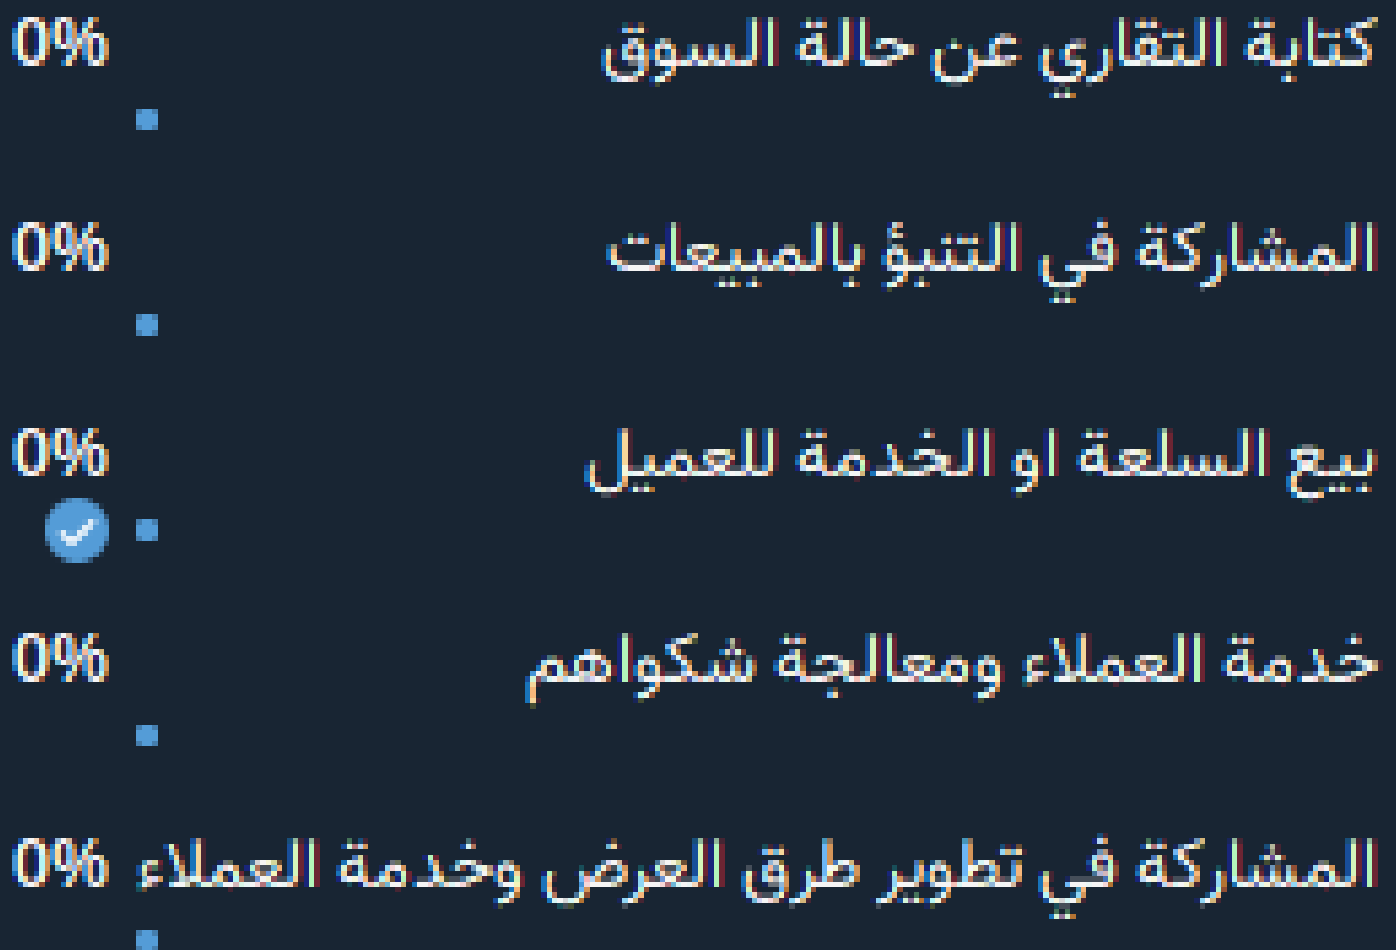 كتابة التقاري عن حالة السوق 0%
المشاركة في التنبؤ بالمبيعات 0%
بيع السلعة او الخدمة للعميل 0%
خدمة العملاء ومعالجة شكواهم 0%
المشاركة في تطوير طرق العرض وخدمة العملاء 0%